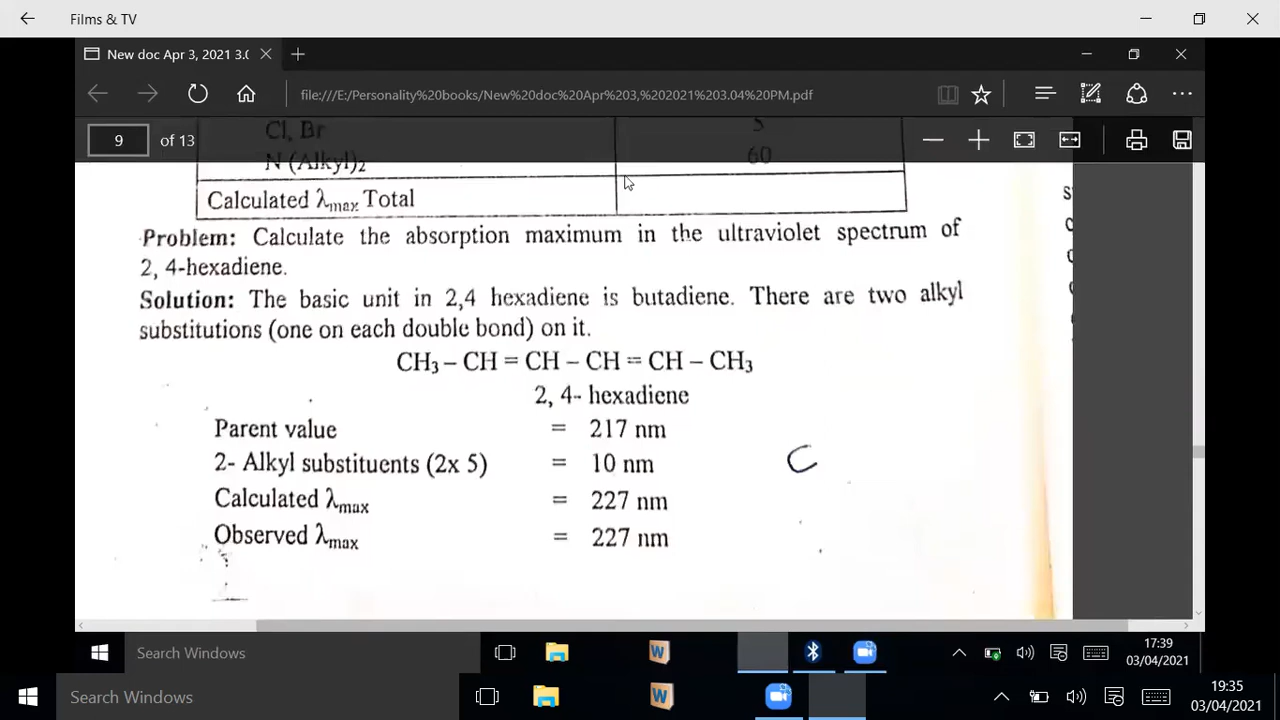 Films & TV
New doc Apr 3, 2021 3.0
file:///E:/Personality%20books/New%20doc%20Apr%203,%202021%203.04%20PM.pdf
9 of 13
Cl, Br 5
N (Alkyl)₂ 60
Calculated λmax Total
Problem: Calculate the absorption maximum in the ultraviolet spectrum of
2, 4-hexadiene.
Solution: The basic unit in 2,4 hexadiene is butadiene. There are two alkyl
substitutions (one on each double bond) on it.
CH₃ – CH = CH – CH = CH – CH₃
2, 4- hexadiene
Parent value = 217 nm
2- Alkyl substituents (2x 5) = 10 nm
Calculated λmax = 227 nm
Observed λmax = 227 nm
Search Windows
17:39
03/04/2021
Search Windows
19:35
03/04/2021